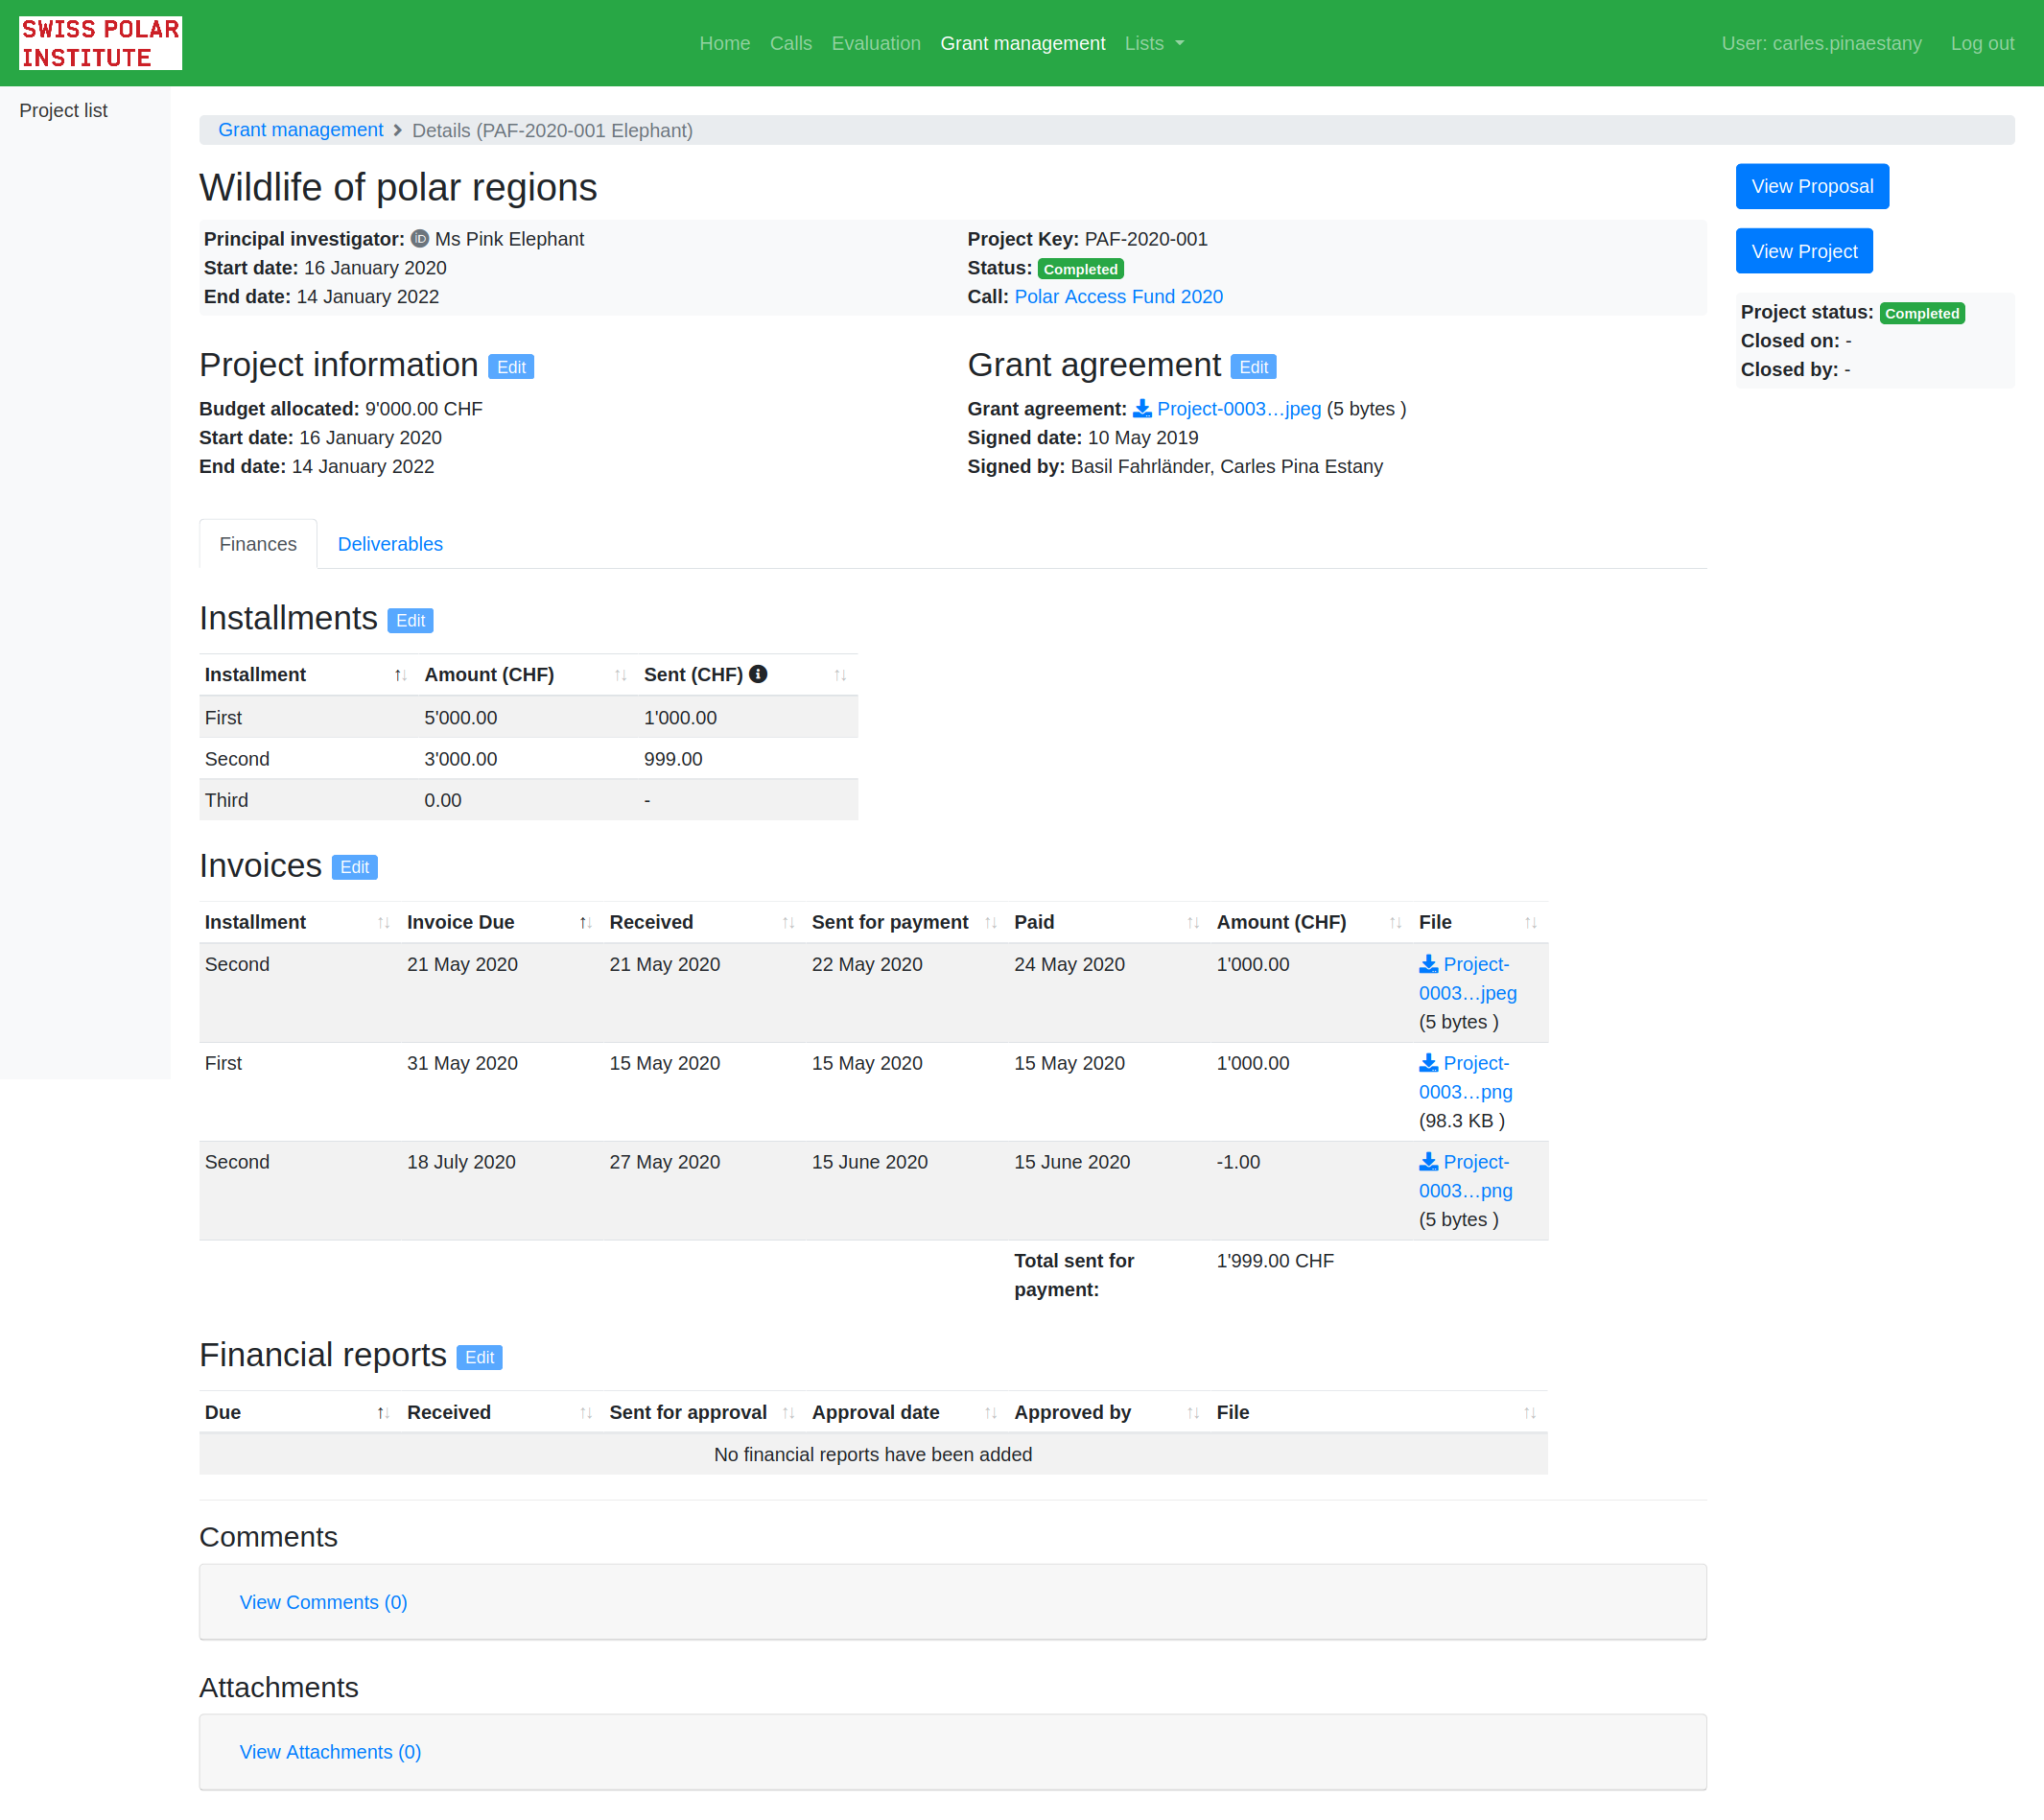 SWISS POLAR
INSTITUTE
Home Calls Evaluation Grant management Lists
User: carles.pinaestany Log out
Project list
Grant management Details (PAF-2020-001 Elephant)
Wildlife of polar regions
View Proposal
View Project
Principal investigator: iD Ms Pink Elephant
Start date: 16 January 2020
End date: 14 January 2022
Project Key: PAF-2020-001
Status: Completed
Call: Polar Access Fund 2020
Project status: Completed
Closed on: -
Closed by: -
Project information Edit
Budget allocated: 9'000.00 CHF
Start date: 16 January 2020
End date: 14 January 2022
Grant agreement Edit
Grant agreement: Project-0003…jpeg (5 bytes )
Signed date: 10 May 2019
Signed by: Basil Fahrländer, Carles Pina Estany
Finances Deliverables
Installments Edit
Installment ↑↓ Amount (CHF) ↑↓ Sent (CHF) ↑↓
First 5'000.00 1'000.00
Second 3'000.00 999.00
Third 0.00 -
Invoices Edit
Installment ↑↓ Invoice Due ↑↓ Received ↑↓ Sent for payment ↑↓ Paid ↑↓ Amount (CHF) ↑↓ File ↑↓
Second 21 May 2020 21 May 2020 22 May 2020 24 May 2020 1'000.00 Project-
0003…jpeg
(5 bytes )
First 31 May 2020 15 May 2020 15 May 2020 15 May 2020 1'000.00 Project-
0003…png
(98.3 KB )
Second 18 July 2020 27 May 2020 15 June 2020 15 June 2020 -1.00 Project-
0003…png
(5 bytes )
Total sent for 1'999.00 CHF
payment:
Financial reports Edit
Due ↑↓ Received ↑↓ Sent for approval ↑↓ Approval date ↑↓ Approved by ↑↓ File ↑↓
No financial reports have been added
Comments
View Comments (0)
Attachments
View Attachments (0)